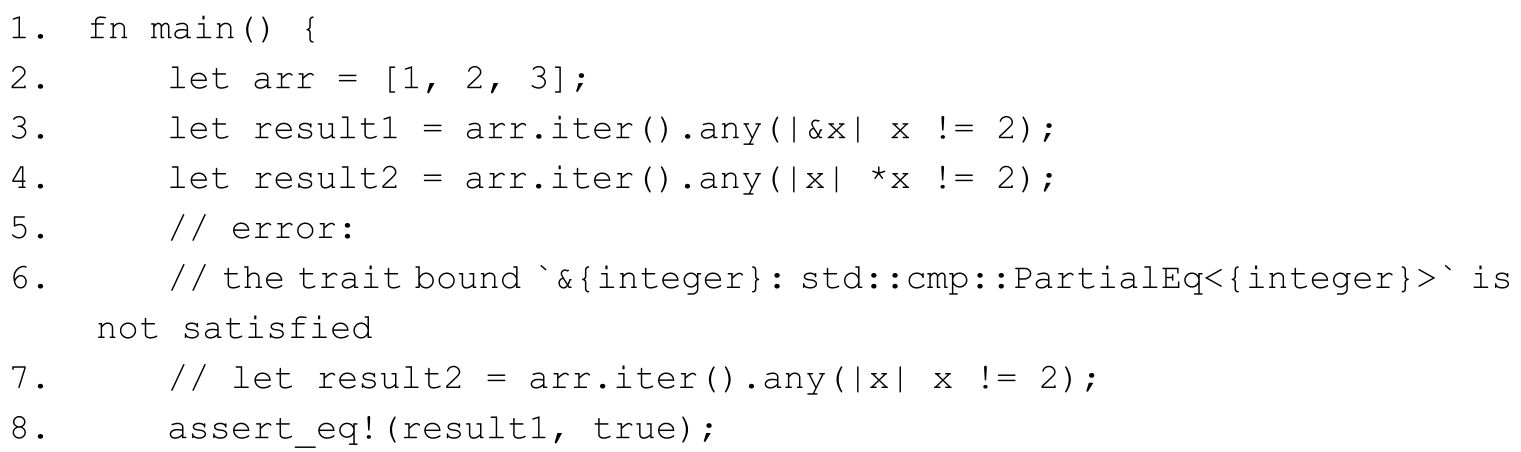 1. fn main() {
2.     let arr = [1, 2, 3];
3.     let result1 = arr.iter().any(|&x| x != 2);
4.     let result2 = arr.iter().any(|x| *x != 2);
5.     // error:
6.     // the trait bound `&{integer}: std::cmp::PartialEq<{integer}>` is
not satisfied
7.     // let result2 = arr.iter().any(|x| x != 2);
8.     assert_eq!(result1, true);